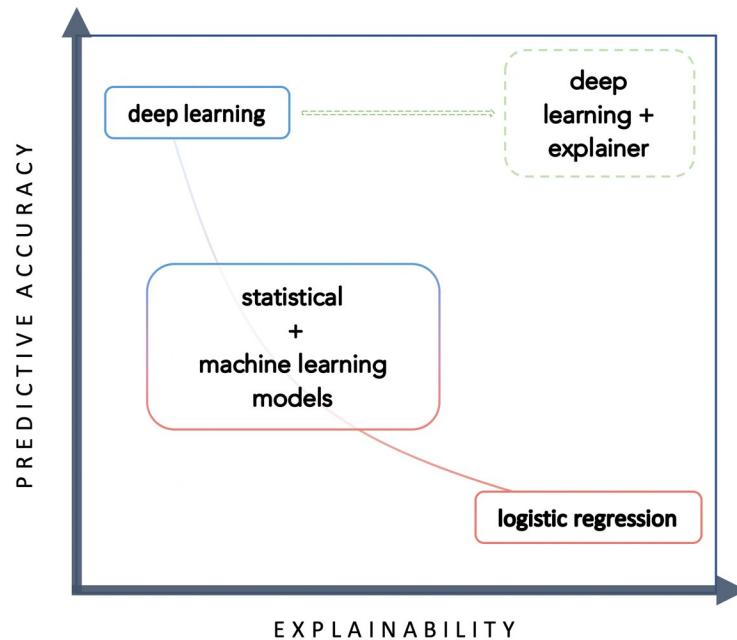 deep learning
deep
learning +
explainer
statistical
+
machine learning
models
logistic regression
PREDICTIVE ACCURACY
EXPLAINABILITY